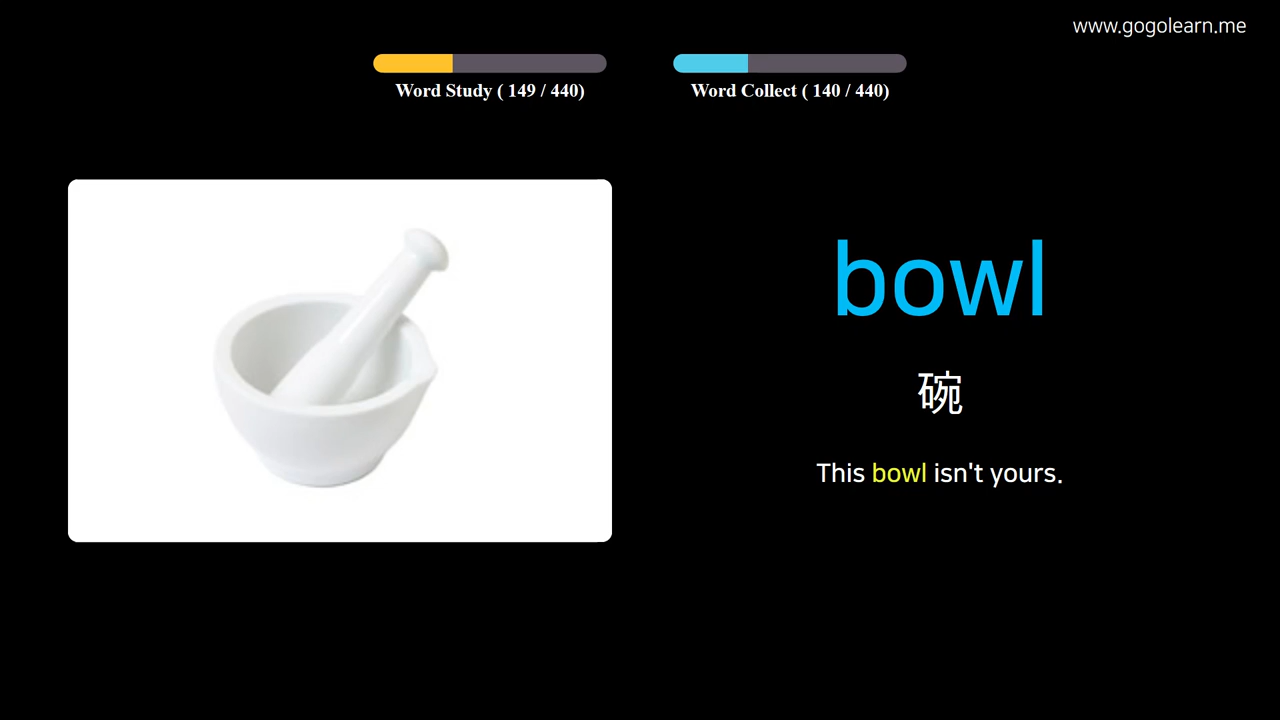 www.gogolearn.me
Word Study ( 149 / 440)
Word Collect ( 140 / 440)
bowl
碗
This bowl isn't yours.